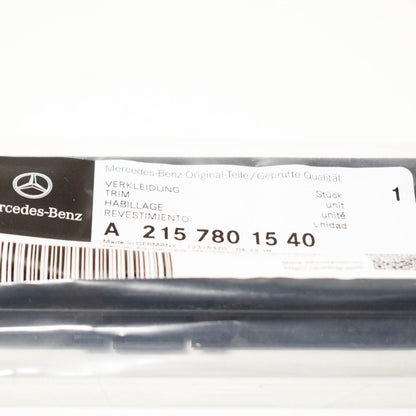 Mercedes-Benz Original-Teile/Geprüfte Qualität
VERKLEIDUNG Stück 1
TRIM unit
HABILLAGE unité
REVESTIMIENTO unidad
rcedes-Benz
A 215 780 15 40
Made in GERMANY